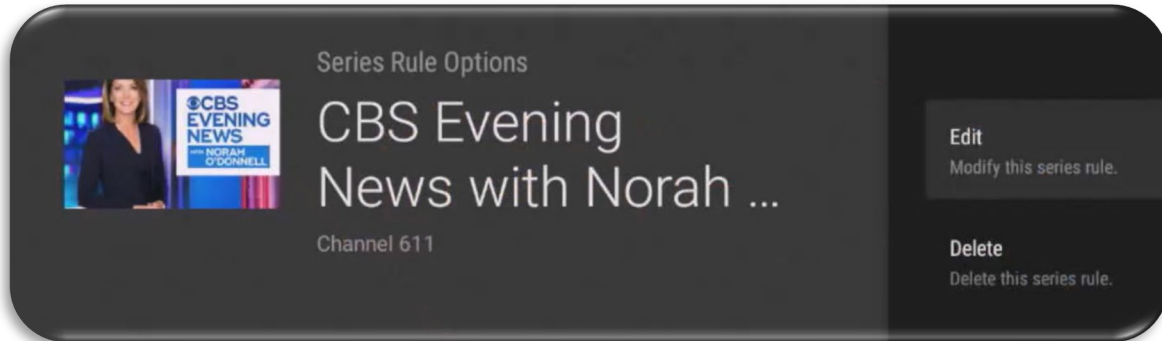 Series Rule Options
CBS Evening
News with Norah ...
Channel 611
CBS
EVENING
NEWS
WITH NORAH
O'DONNELL
Edit
Modify this series rule.
Delete
Delete this series rule.